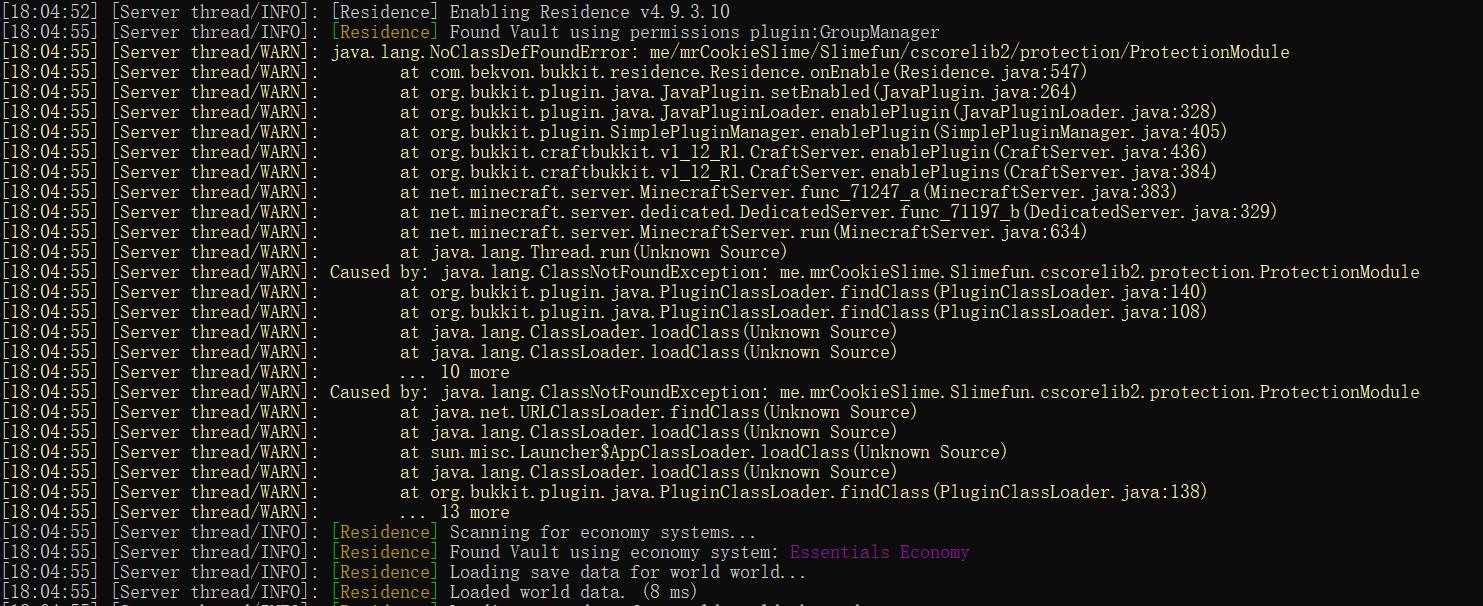 [18:04:52] [Server thread/INFO]: [Residence] Enabling Residence v4.9.3.10
[18:04:55] [Server thread/INFO]: [Residence] Found Vault using permissions plugin:GroupManager
[18:04:55] [Server thread/WARN]: java.lang.NoClassDefFoundError: me/mrCookieSlime/Slimefun/cscorelib2/protection/ProtectionModule
[18:04:55] [Server thread/WARN]: at com.bekvon.bukkit.residence.Residence.onEnable(Residence.java:547)
[18:04:55] [Server thread/WARN]: at org.bukkit.plugin.java.JavaPlugin.setEnabled(JavaPlugin.java:264)
[18:04:55] [Server thread/WARN]: at org.bukkit.plugin.java.JavaPluginLoader.enablePlugin(JavaPluginLoader.java:328)
[18:04:55] [Server thread/WARN]: at org.bukkit.plugin.SimplePluginManager.enablePlugin(SimplePluginManager.java:405)
[18:04:55] [Server thread/WARN]: at org.bukkit.craftbukkit.v1_12_R1.CraftServer.enablePlugin(CraftServer.java:436)
[18:04:55] [Server thread/WARN]: at org.bukkit.craftbukkit.v1_12_R1.CraftServer.enablePlugins(CraftServer.java:384)
[18:04:55] [Server thread/WARN]: at net.minecraft.server.MinecraftServer.func_71247_a(MinecraftServer.java:383)
[18:04:55] [Server thread/WARN]: at net.minecraft.server.dedicated.DedicatedServer.func_71197_b(DedicatedServer.java:329)
[18:04:55] [Server thread/WARN]: at net.minecraft.server.MinecraftServer.run(MinecraftServer.java:634)
[18:04:55] [Server thread/WARN]: at java.lang.Thread.run(Unknown Source)
[18:04:55] [Server thread/WARN]: Caused by: java.lang.ClassNotFoundException: me.mrCookieSlime.Slimefun.cscorelib2.protection.ProtectionModule
[18:04:55] [Server thread/WARN]: at org.bukkit.plugin.java.PluginClassLoader.findClass(PluginClassLoader.java:140)
[18:04:55] [Server thread/WARN]: at org.bukkit.plugin.java.PluginClassLoader.findClass(PluginClassLoader.java:108)
[18:04:55] [Server thread/WARN]: at java.lang.ClassLoader.loadClass(Unknown Source)
[18:04:55] [Server thread/WARN]: at java.lang.ClassLoader.loadClass(Unknown Source)
[18:04:55] [Server thread/WARN]: ... 10 more
[18:04:55] [Server thread/WARN]: Caused by: java.lang.ClassNotFoundException: me.mrCookieSlime.Slimefun.cscorelib2.protection.ProtectionModule
[18:04:55] [Server thread/WARN]: at java.net.URLClassLoader.findClass(Unknown Source)
[18:04:55] [Server thread/WARN]: at java.lang.ClassLoader.loadClass(Unknown Source)
[18:04:55] [Server thread/WARN]: at sun.misc.Launcher$AppClassLoader.loadClass(Unknown Source)
[18:04:55] [Server thread/WARN]: at java.lang.ClassLoader.loadClass(Unknown Source)
[18:04:55] [Server thread/WARN]: at org.bukkit.plugin.java.PluginClassLoader.findClass(PluginClassLoader.java:138)
[18:04:55] [Server thread/WARN]: ... 13 more
[18:04:55] [Server thread/INFO]: [Residence] Scanning for economy systems...
[18:04:55] [Server thread/INFO]: [Residence] Found Vault using economy system: Essentials Economy
[18:04:55] [Server thread/INFO]: [Residence] Loading save data for world world...
[18:04:55] [Server thread/INFO]: [Residence] Loaded world data. (8 ms)